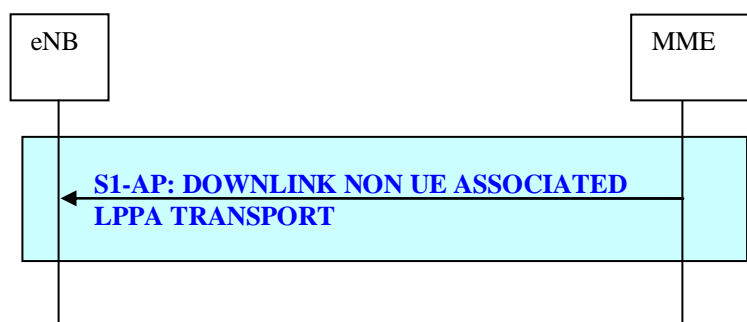 eNB
MME
S1-AP: DOWNLINK NON UE ASSOCIATED
LPPA TRANSPORT